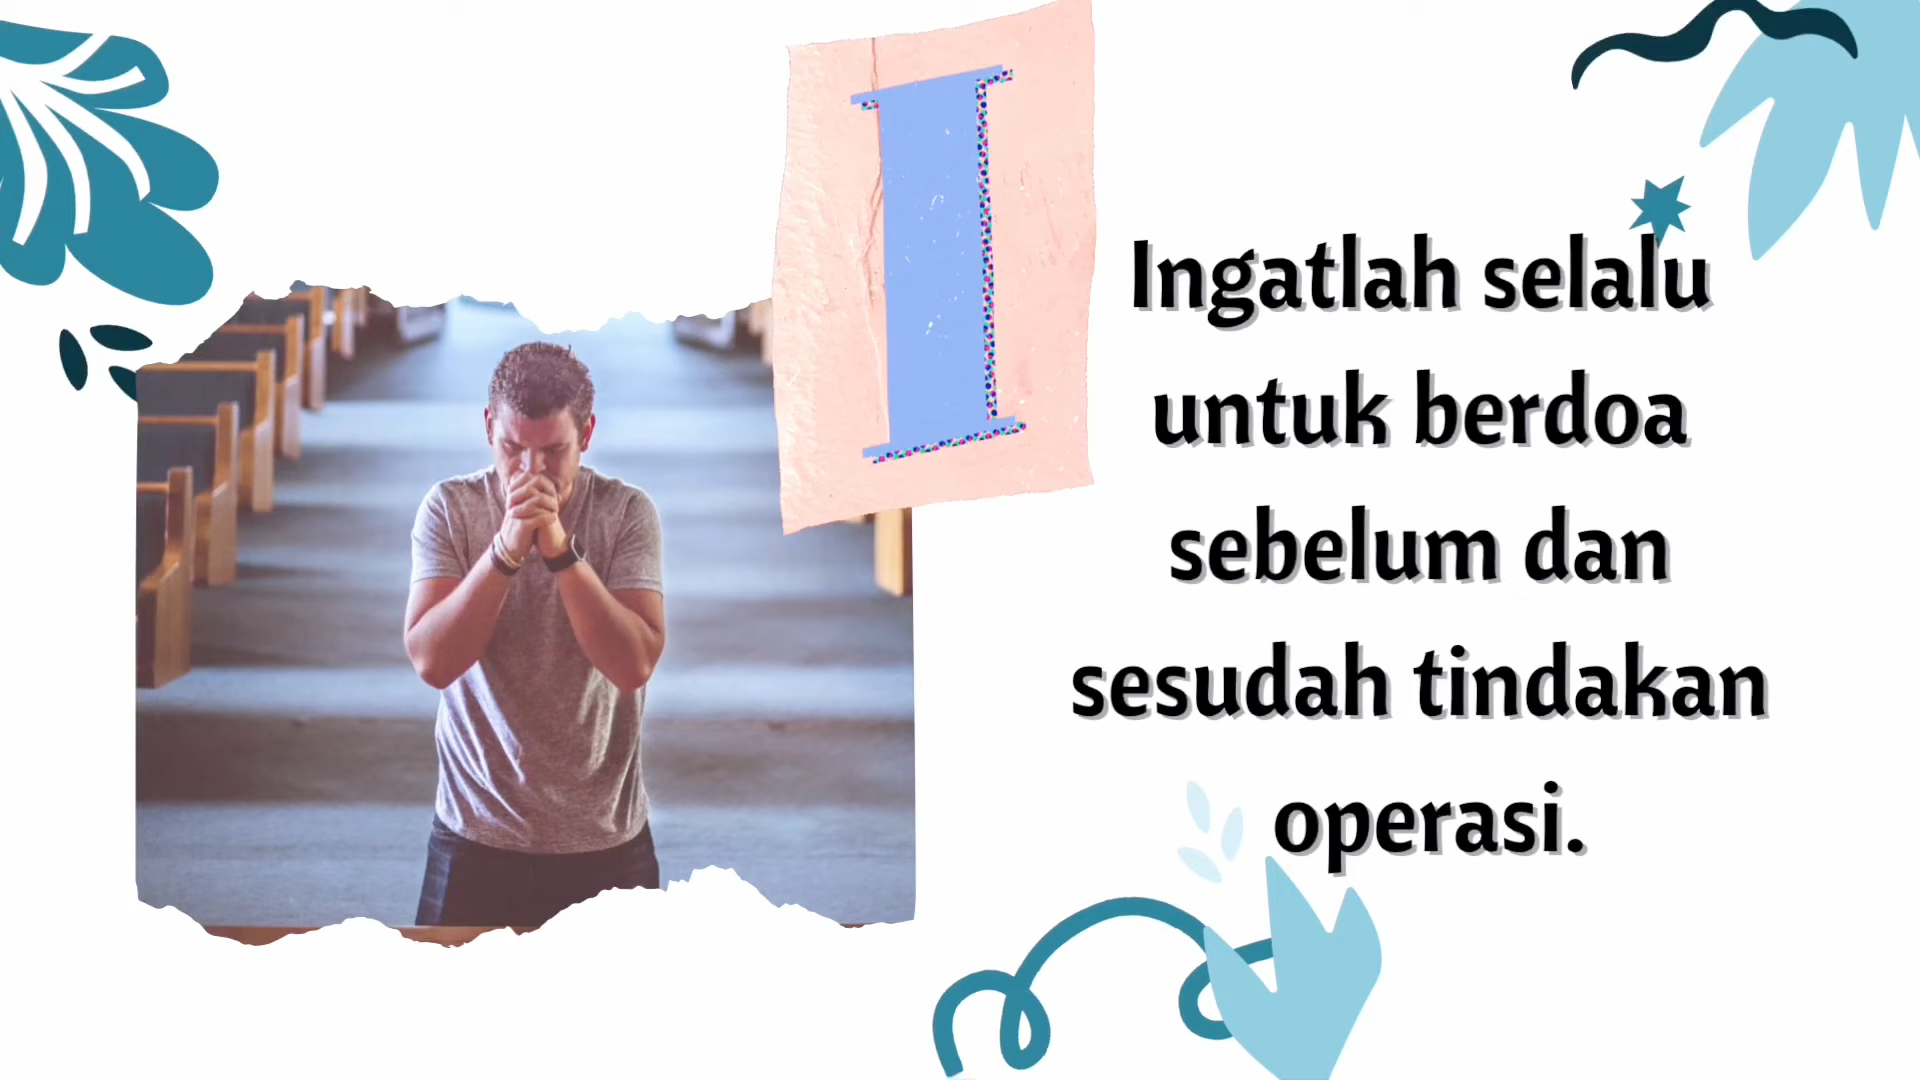 I
Ingatlah selalu
untuk berdoa
sebelum dan
sesudah tindakan
operasi.